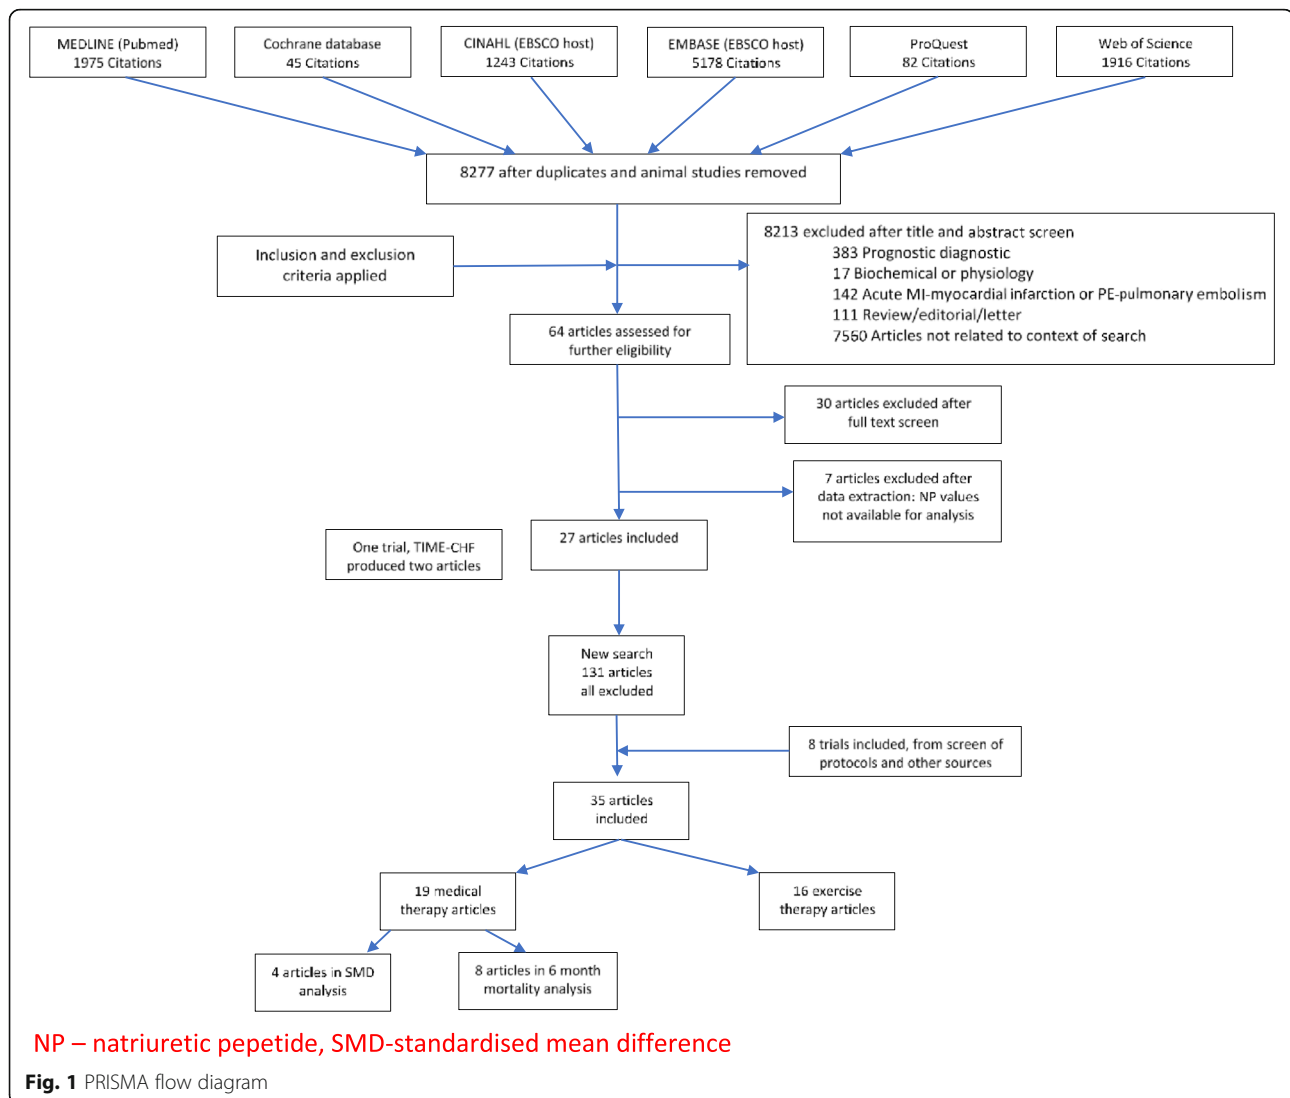 MEDLINE (Pubmed)
1975 Citations
Cochrane database
45 Citations
CINAHL (EBSCO host)
1243 Citations
EMBASE (EBSCO host)
5178 Citations
ProQuest
82 Citations
Web of Science
1916 Citations
8277 after duplicates and animal studies removed
Inclusion and exclusion
criteria applied
8213 excluded after title and abstract screen
383 Prognostic diagnostic
17 Biochemical or physiology
142 Acute MI-myocardial infarction or PE-pulmonary embolism
111 Review/editorial/letter
7560 Articles not related to context of search
64 articles assessed for
further eligibility
30 articles excluded after
full text screen
7 articles excluded after
data extraction: NP values
not available for analysis
27 articles included
One trial, TIME-CHF
produced two articles
New search
131 articles
all excluded
8 trials included, from screen of
protocols and other sources
35 articles
included
19 medical
therapy articles
16 exercise
therapy articles
4 articles in SMD
analysis
8 articles in 6 month
mortality analysis
NP – natriuretic pepetide, SMD-standardised mean difference
Fig. 1 PRISMA flow diagram